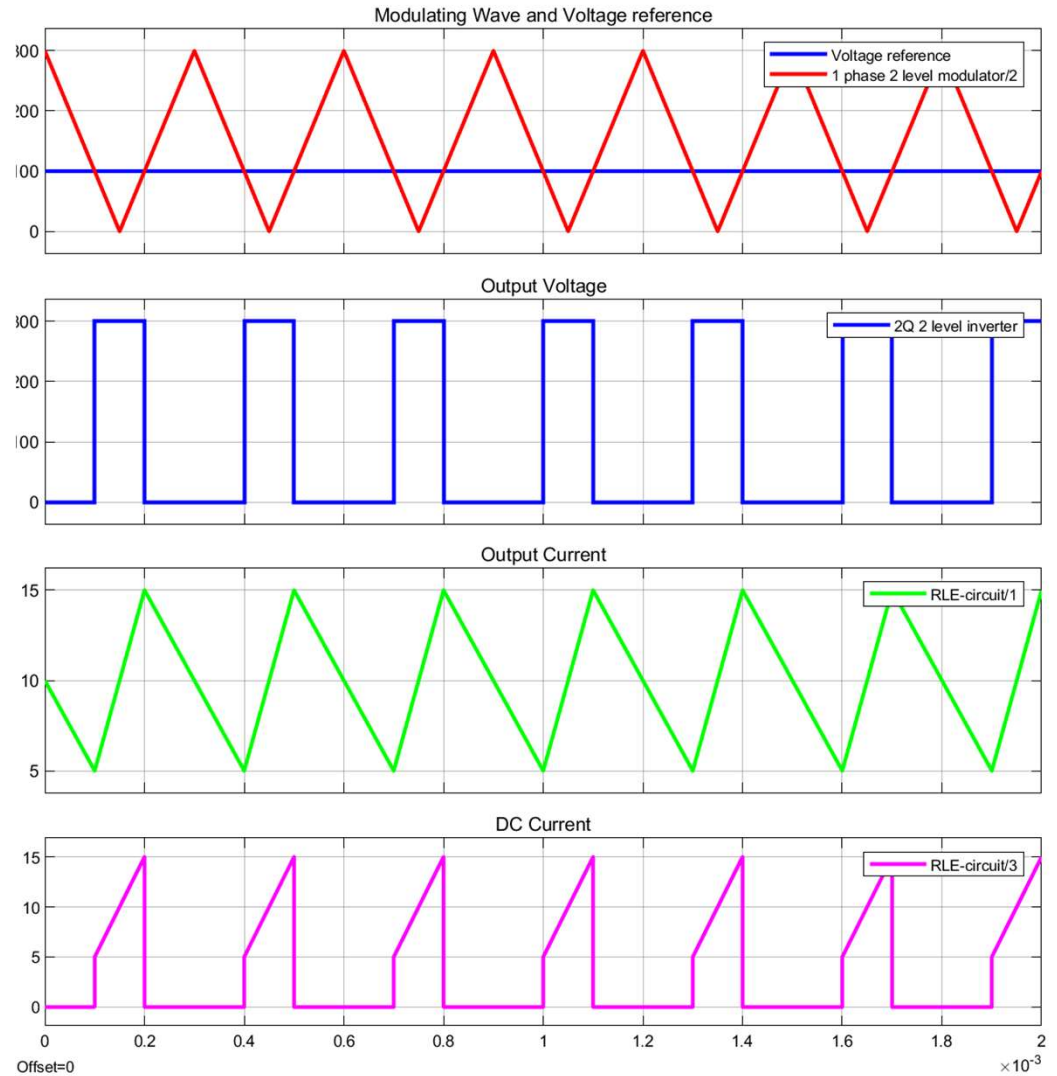 Modulating Wave and Voltage reference
300
200
100
0
Voltage reference
1 phase 2 level modulator/2
Output Voltage
300
200
100
0
2Q 2 level inverter
Output Current
15
10
5
RLE-circuit/1
DC Current
15
10
5
0
RLE-circuit/3
0 0.2 0.4 0.6 0.8 1 1.2 1.4 1.6 1.8 2
Offset=0 ×10⁻³